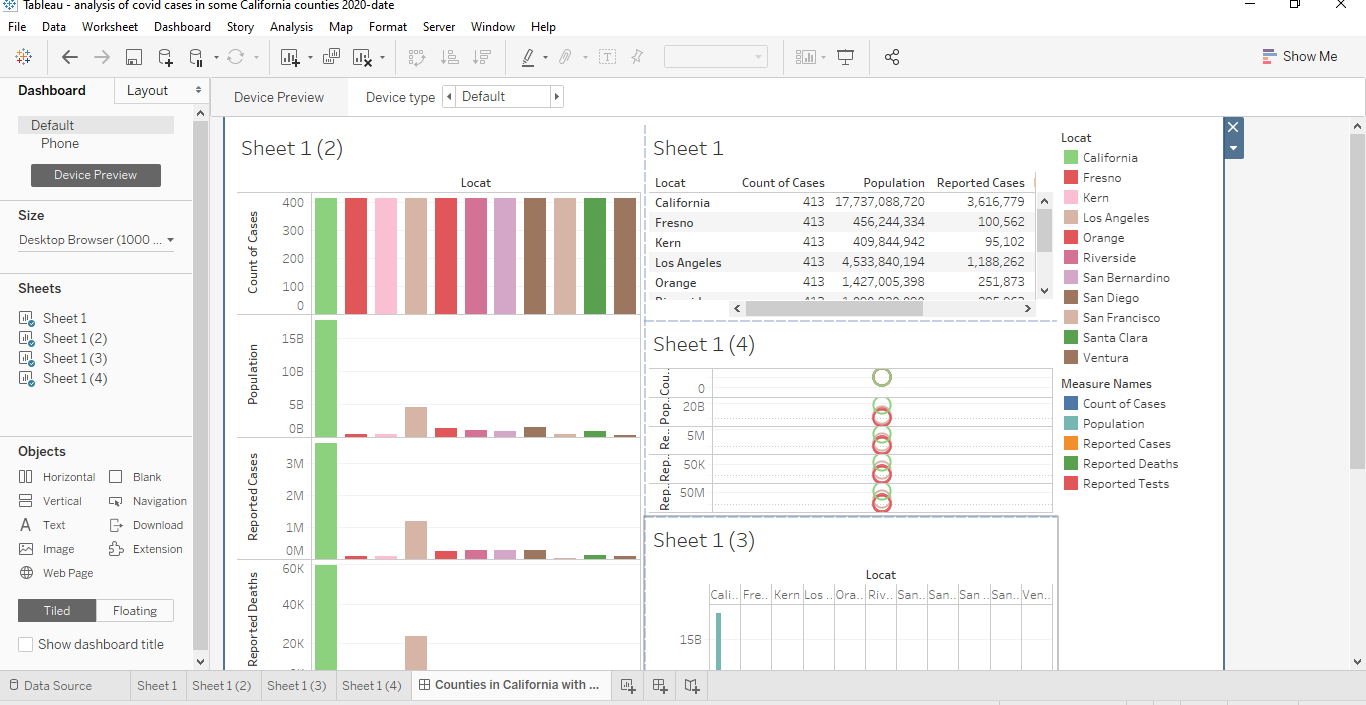 Tableau - analysis of covid cases in some California counties 2020-date
File Data Worksheet Dashboard Story Analysis Map Format Server Window Help
Show Me
Dashboard Layout
Device Preview Device type Default
Default
Phone
Device Preview
Size
Desktop Browser (1000 ...
Sheets
Sheet 1
Sheet 1 (2)
Sheet 1 (3)
Sheet 1 (4)
Objects
Horizontal Blank
Vertical Navigation
Text Download
Image Extension
Web Page
Tiled Floating
Show dashboard title
Sheet 1 (2)
Locat
Count of Cases
400
300
200
100
0
Population
15B
10B
5B
0B
Reported Cases
3M
2M
1M
0M
Reported Deaths
60K
40K
20K
Sheet 1
Locat Count of Cases Population Reported Cases
California 413 17,737,088,720 3,616,779
Fresno 413 456,244,334 100,562
Kern 413 409,844,942 95,102
Los Angeles 413 4,533,840,194 1,188,262
Orange 413 1,427,005,398 251,873
Sheet 1 (4)
Cou..
0
Pop..
20B
Re..
5M
Rep..
50K
Rep..
50M
Sheet 1 (3)
Locat
Cali.. Fre.. Kern Los .. Ora.. Riv.. San.. San.. San .. San.. Ven..
15B
Locat
California
Fresno
Kern
Los Angeles
Orange
Riverside
San Bernardino
San Diego
San Francisco
Santa Clara
Ventura
Measure Names
Count of Cases
Population
Reported Cases
Reported Deaths
Reported Tests
Data Source Sheet 1 Sheet 1 (2) Sheet 1 (3) Sheet 1 (4) Counties in California with ...